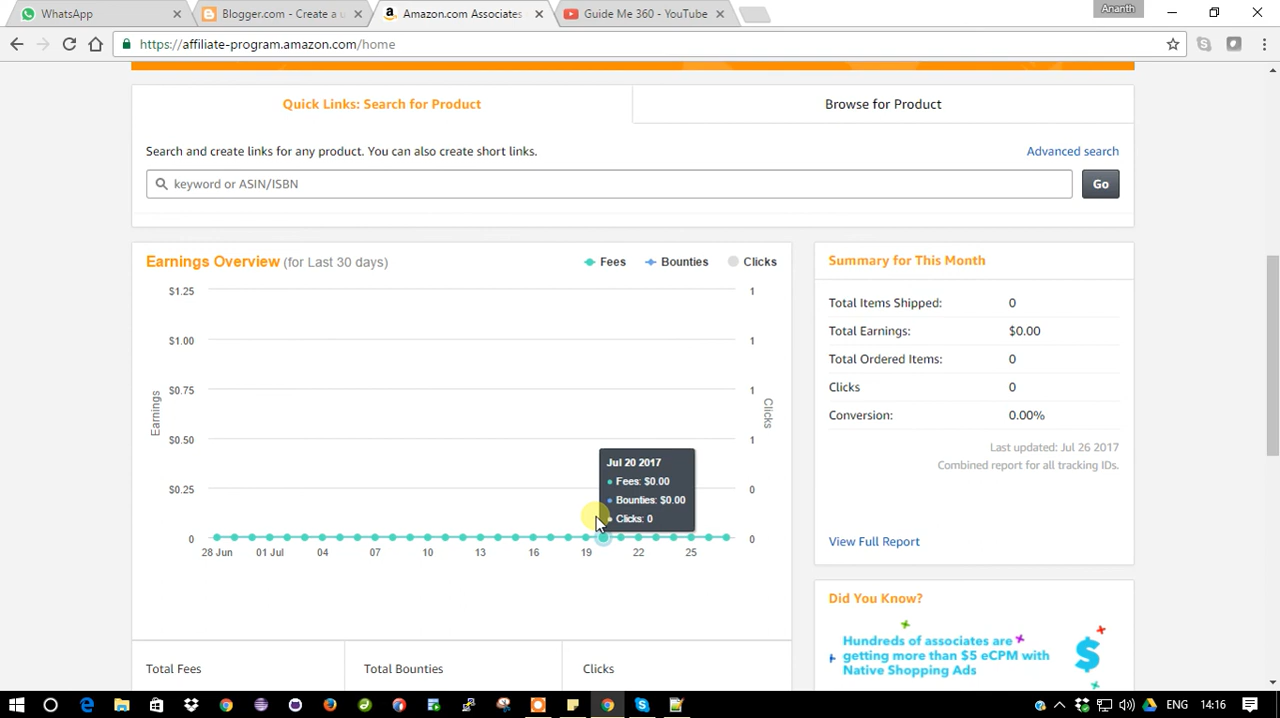 WhatsApp
Blogger.com - Create a u
Amazon.com Associates
Guide Me 360 - YouTube
Ananth
https://affiliate-program.amazon.com/home
Quick Links: Search for Product
Browse for Product
Search and create links for any product. You can also create short links.
Advanced search
keyword or ASIN/ISBN
Go
Earnings Overview (for Last 30 days)
Fees
Bounties
Clicks
$1.25
$1.00
$0.75
$0.50
$0.25
0
Earnings
1
1
1
1
0
0
Clicks
Jul 20 2017
Fees: $0.00
Bounties: $0.00
Clicks: 0
28 Jun 01 Jul 04 07 10 13 16 19 22 25
Total Fees
Total Bounties
Clicks
Summary for This Month
Total Items Shipped: 0
Total Earnings: $0.00
Total Ordered Items: 0
Clicks 0
Conversion: 0.00%
Last updated: Jul 26 2017
Combined report for all tracking IDs.
View Full Report
Did You Know?
Hundreds of associates are
getting more than $5 eCPM with
Native Shopping Ads
$
ENG 14:16